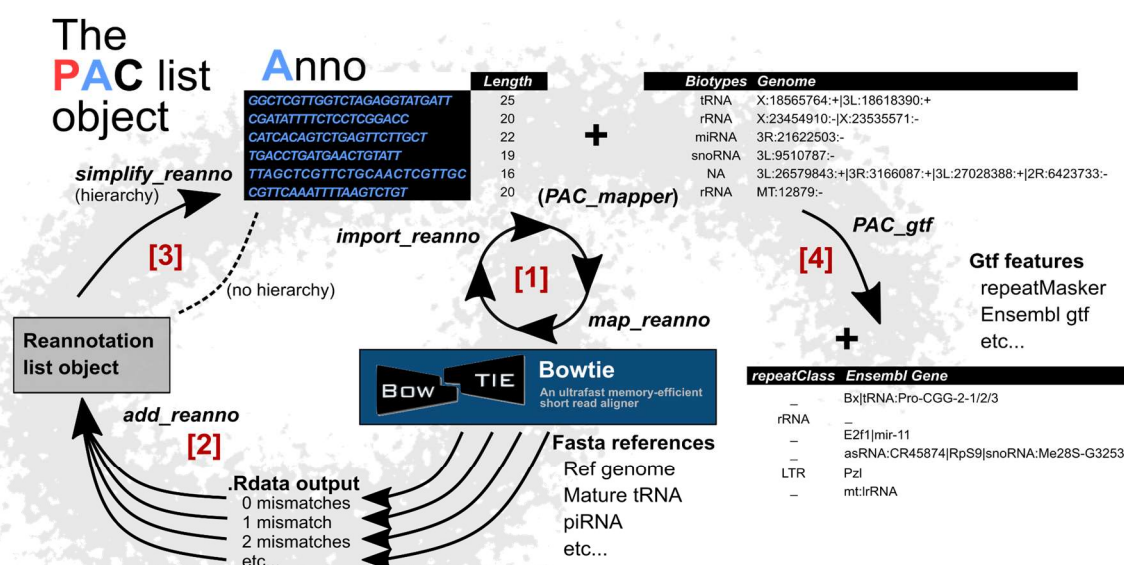 The
PAC list
object
Anno
Length
GGCTCGTTGGTCTAGAGGTATGATT 25
CGATATTTTCTCCTCGGACC 20
CATCACAGTCTGAGTTCTTGCT 22
TGACCTGATGAACTGTATT 19
TTAGCTCGTTCTGCAACTCGTTGC 16
CGTTCAAATTTTAAGTCTGT 20
+
Biotypes Genome
tRNA X:18565764:+|3L:18618390:+
rRNA X:23454910:-|X:23535571:-
miRNA 3R:21622503:-
snoRNA 3L:9510787:-
NA 3L:26579843:+|3R:3166087:+|3L:27028388:+|2R:6423733:-
rRNA MT:12879:-
simplify_reanno
(hierarchy)
[3]
(no hierarchy)
(PAC_mapper)
import_reanno
[1]
map_reanno
PAC_gtf
[4]
Gtf features
repeatMasker
Ensembl gtf
etc...
+
Reannotation
list object
BOW TIE
Bowtie
An ultrafast memory-efficient
short read aligner
repeatClass Ensembl Gene
_ Bx|tRNA:Pro-CGG-2-1/2/3
rRNA _
_ E2f1|mir-11
_ asRNA:CR45874|RpS9|snoRNA:Me28S-G3253
LTR Pzl
_ mt:lrRNA
add_reanno
[2]
Fasta references
Ref genome
Mature tRNA
piRNA
etc...
.Rdata output
0 mismatches
1 mismatch
2 mismatches
etc